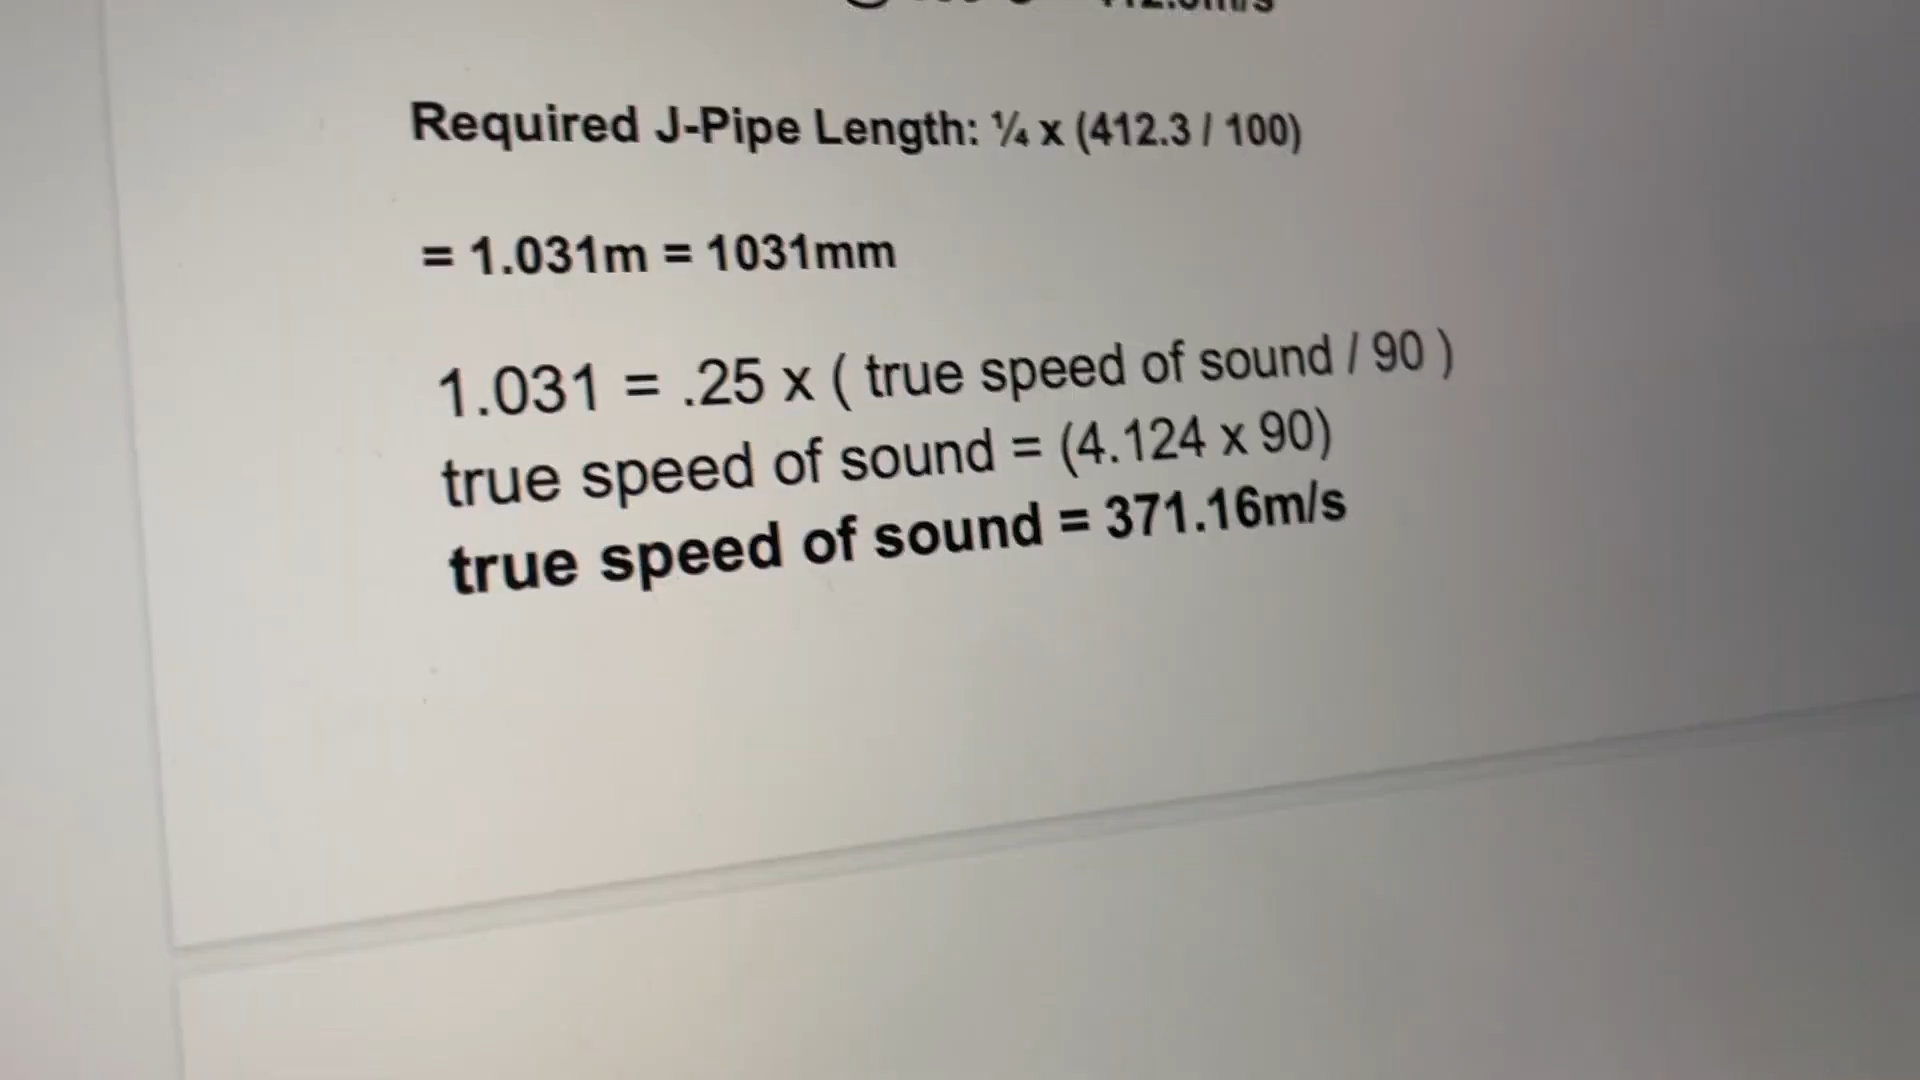 Required J-Pipe Length: ¼ x (412.3 / 100)
= 1.031m = 1031mm
1.031 = .25 x ( true speed of sound / 90 )
true speed of sound = (4.124 x 90)
true speed of sound = 371.16m/s